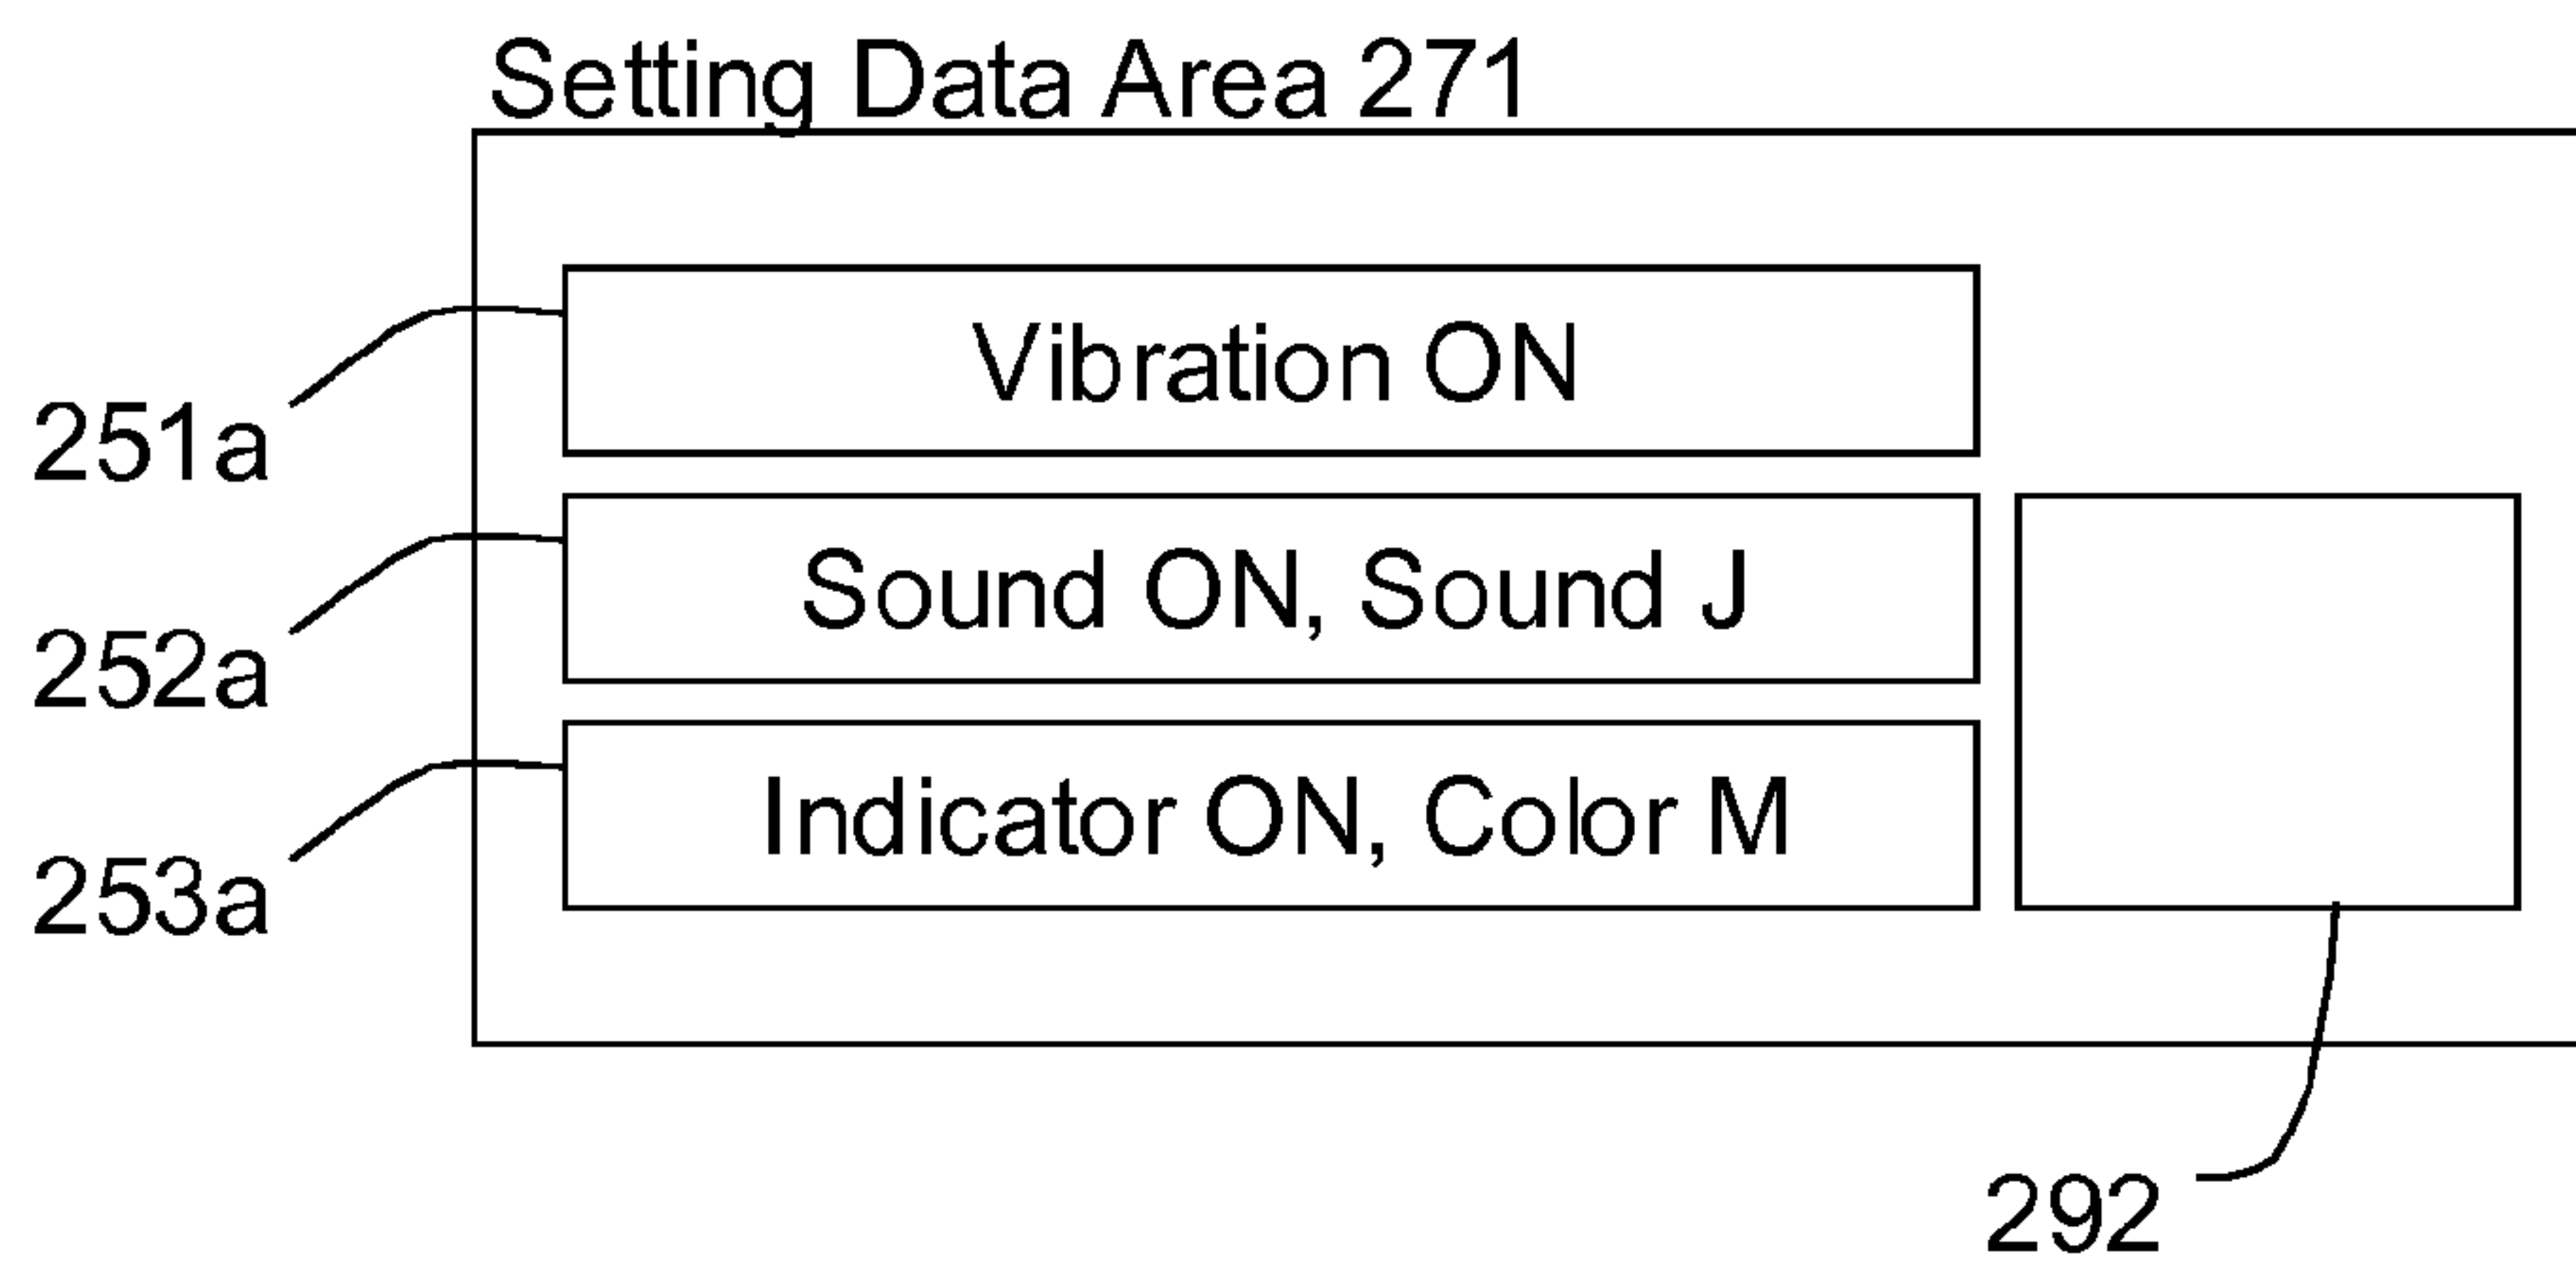 Setting Data Area 271
Vibration ON
251a
Sound ON, Sound J
252a
Indicator ON, Color M
253a
292